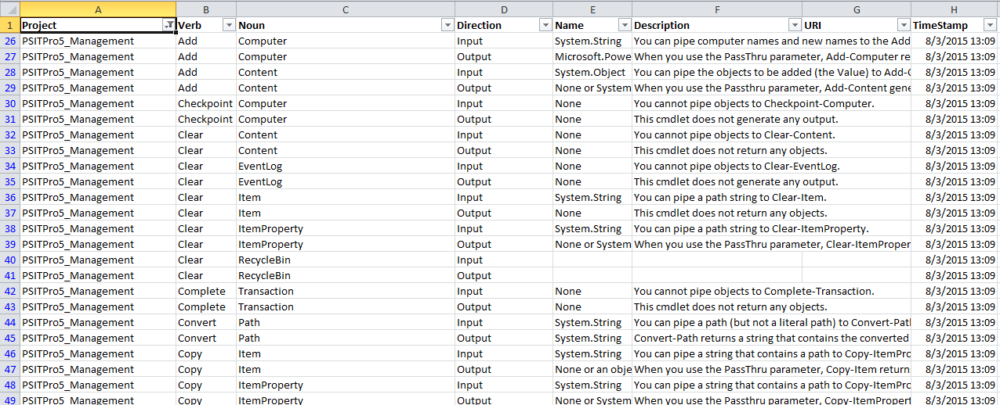 A B C D E F G H
1 Project Verb Noun Direction Name Description URI TimeStamp
26 PSITPro5_Management Add Computer Input System.String You can pipe computer names and new names to the Add 8/3/2015 13:09
27 PSITPro5_Management Add Computer Output Microsoft.Powe When you use the PassThru parameter, Add-Computer re 8/3/2015 13:09
28 PSITPro5_Management Add Content Input System.Object You can pipe the objects to be added (the Value) to Add-C 8/3/2015 13:09
29 PSITPro5_Management Add Content Output None or System When you use the Passthru parameter, Add-Content gene 8/3/2015 13:09
30 PSITPro5_Management Checkpoint Computer Input None You cannot pipe objects to Checkpoint-Computer. 8/3/2015 13:09
31 PSITPro5_Management Checkpoint Computer Output None This cmdlet does not generate any output. 8/3/2015 13:09
32 PSITPro5_Management Clear Content Input None You cannot pipe objects to Clear-Content. 8/3/2015 13:09
33 PSITPro5_Management Clear Content Output None This cmdlet does not return any objects. 8/3/2015 13:09
34 PSITPro5_Management Clear EventLog Input None You cannot pipe objects to Clear-EventLog. 8/3/2015 13:09
35 PSITPro5_Management Clear EventLog Output None This cmdlet does not generate any output. 8/3/2015 13:09
36 PSITPro5_Management Clear Item Input System.String You can pipe a path string to Clear-Item. 8/3/2015 13:09
37 PSITPro5_Management Clear Item Output None This cmdlet does not return any objects. 8/3/2015 13:09
38 PSITPro5_Management Clear ItemProperty Input System.String You can pipe a path string to Clear-ItemProperty. 8/3/2015 13:09
39 PSITPro5_Management Clear ItemProperty Output None or System When you use the PassThru parameter, Clear-ItemProper 8/3/2015 13:09
40 PSITPro5_Management Clear RecycleBin Input 8/3/2015 13:09
41 PSITPro5_Management Clear RecycleBin Output 8/3/2015 13:09
42 PSITPro5_Management Complete Transaction Input None You cannot pipe objects to Complete-Transaction. 8/3/2015 13:09
43 PSITPro5_Management Complete Transaction Output None This cmdlet does not return any objects. 8/3/2015 13:09
44 PSITPro5_Management Convert Path Input System.String You can pipe a path (but not a literal path) to Convert-Pat 8/3/2015 13:09
45 PSITPro5_Management Convert Path Output System.String Convert-Path returns a string that contains the converted 8/3/2015 13:09
46 PSITPro5_Management Copy Item Input System.String You can pipe a string that contains a path to Copy-ItemPro 8/3/2015 13:09
47 PSITPro5_Management Copy Item Output None or an obje When you use the PassThru parameter, Copy-Item return 8/3/2015 13:09
48 PSITPro5_Management Copy ItemProperty Input System.String You can pipe a string that contains a path to Copy-ItemPro 8/3/2015 13:09
49 PSITPro5_Management Copy ItemProperty Output None or System When you use the Passthru parameter, Copy-ItemPropert 8/3/2015 13:09